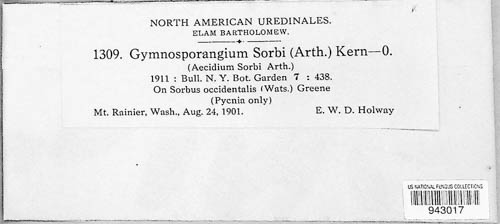 NORTH AMERICAN UREDINALES.
ELAM BARTHOLOMEW.
1309. Gymnosporangium Sorbi (Arth.) Kern—0.
(Aecidium Sorbi Arth.)
1911 : Bull. N. Y. Bot. Garden 7 : 438.
On Sorbus occidentalis (Wats.) Greene
(Pycnia only)
Mt. Rainier, Wash., Aug. 24, 1901. E. W. D. Holway
US NATIONAL FUNGUS COLLECTIONS
943017